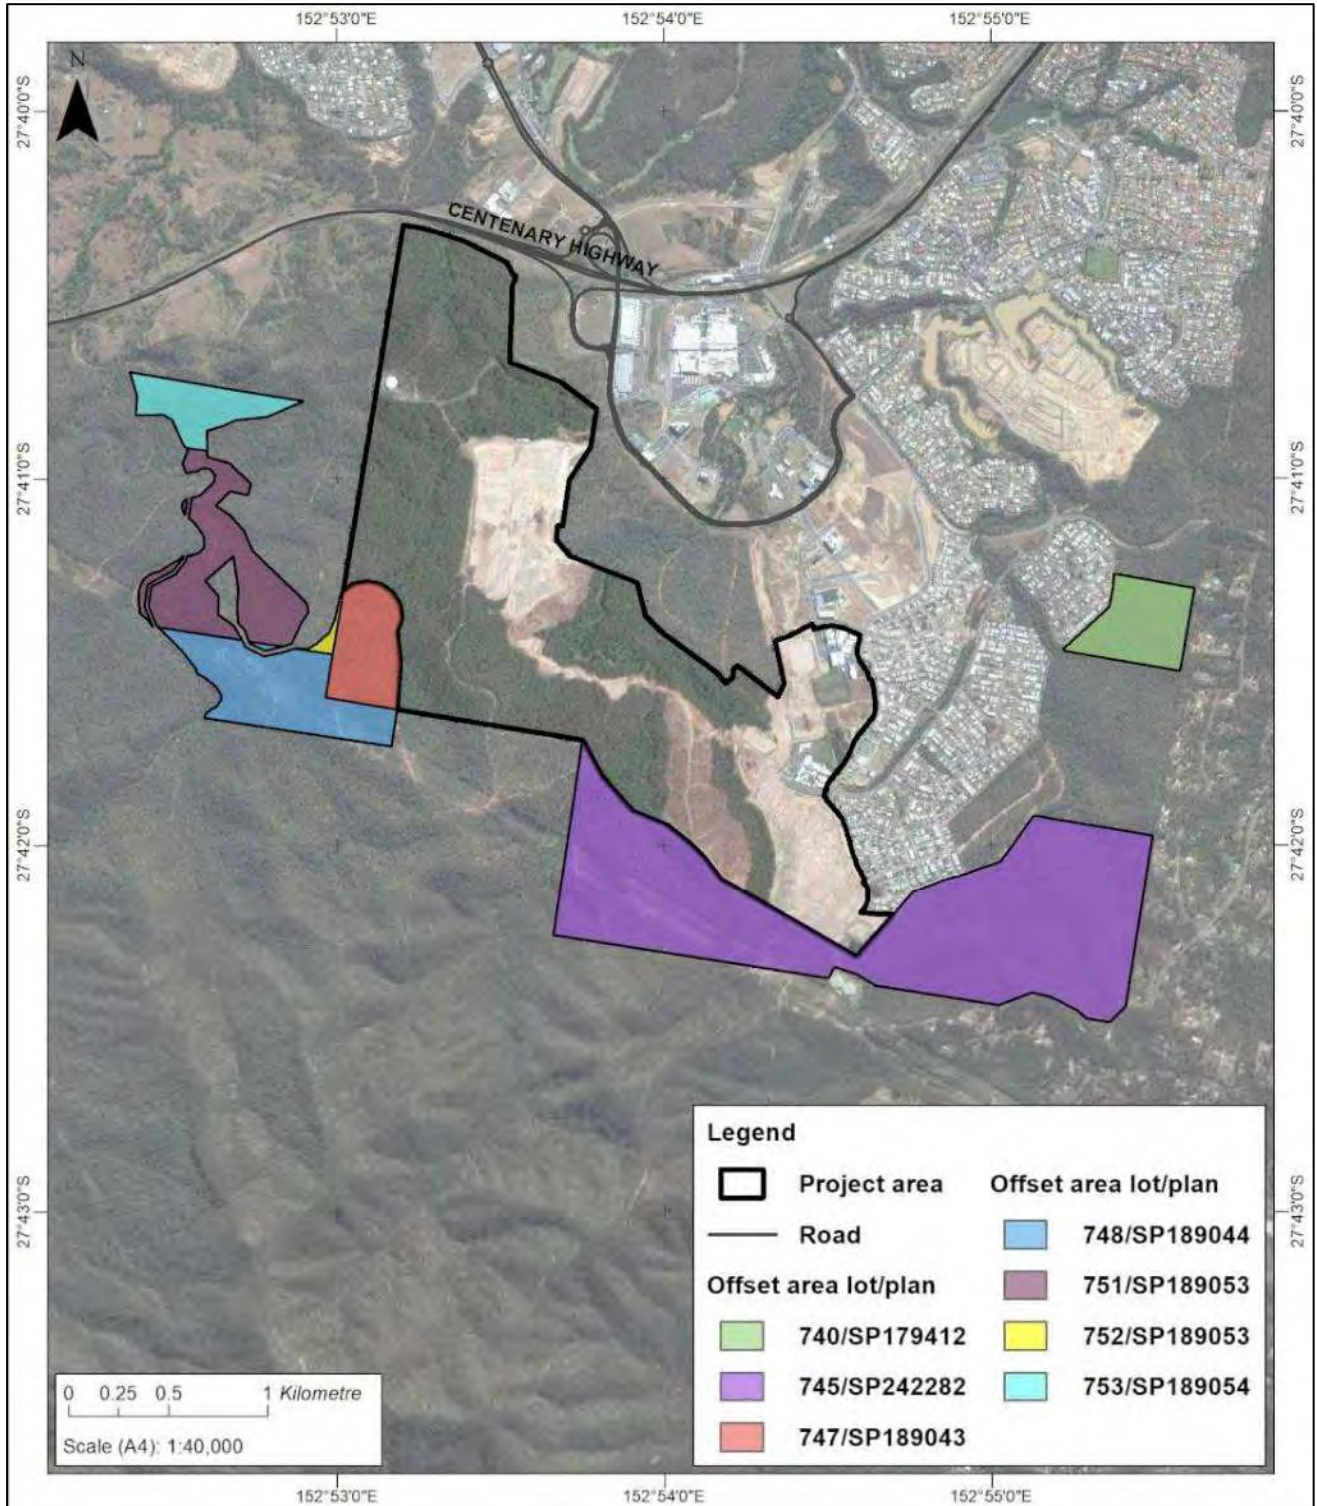 152°53'0"E
152°54'0"E
152°55'0"E
N
27°40'0"S
27°40'0"S
CENTENARY HIGHWAY
27°41'0"S
27°41'0"S
27°42'0"S
27°42'0"S
27°43'0"S
27°43'0"S
Legend
Project area
Road
Offset area lot/plan
740/SP179412
745/SP242282
747/SP189043
Offset area lot/plan
748/SP189044
751/SP189053
752/SP189053
753/SP189054
0 0.25 0.5 1 Kilometre
Scale (A4): 1:40,000
152°53'0"E
152°54'0"E
152°55'0"E